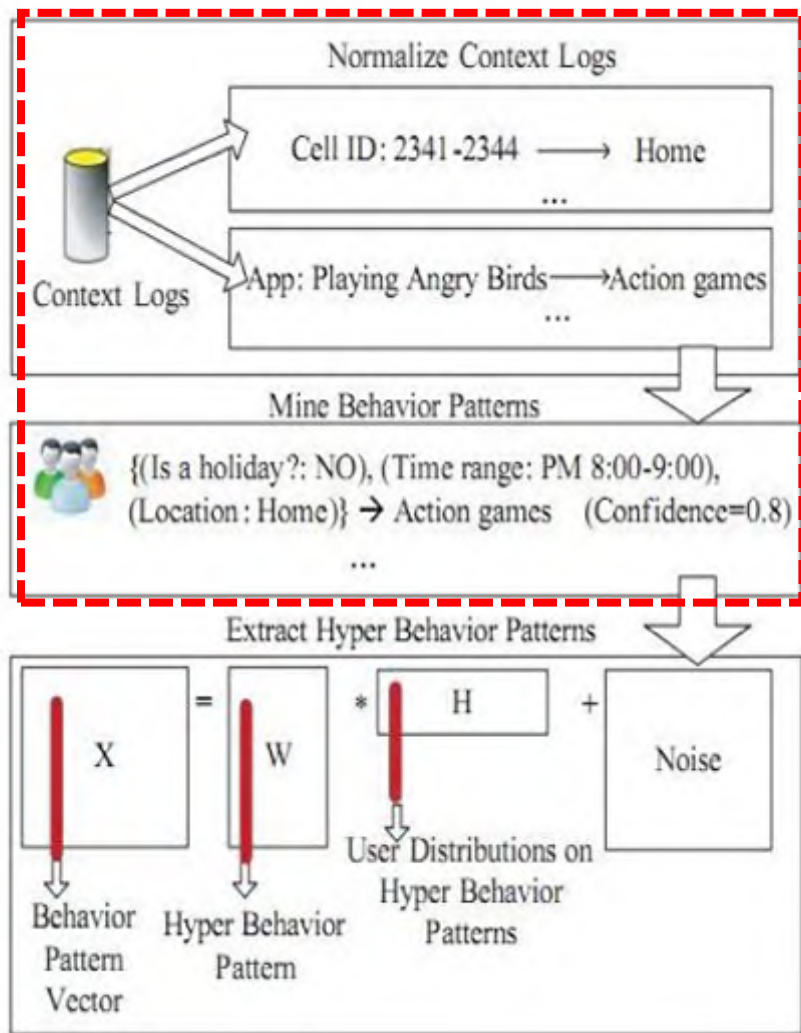 Normalize Context Logs
Cell ID: 2341-2344 ⟶ Home
...
Context Logs
App: Playing Angry Birds ⟶ Action games
...
Mine Behavior Patterns
{(Is a holiday?: NO), (Time range: PM 8:00-9:00),
(Location : Home)} → Action games (Confidence=0.8)
...
Extract Hyper Behavior Patterns
X = W * H + Noise
User Distributions on
Hyper Behavior
Patterns
Behavior
Pattern
Vector
Hyper Behavior
Pattern